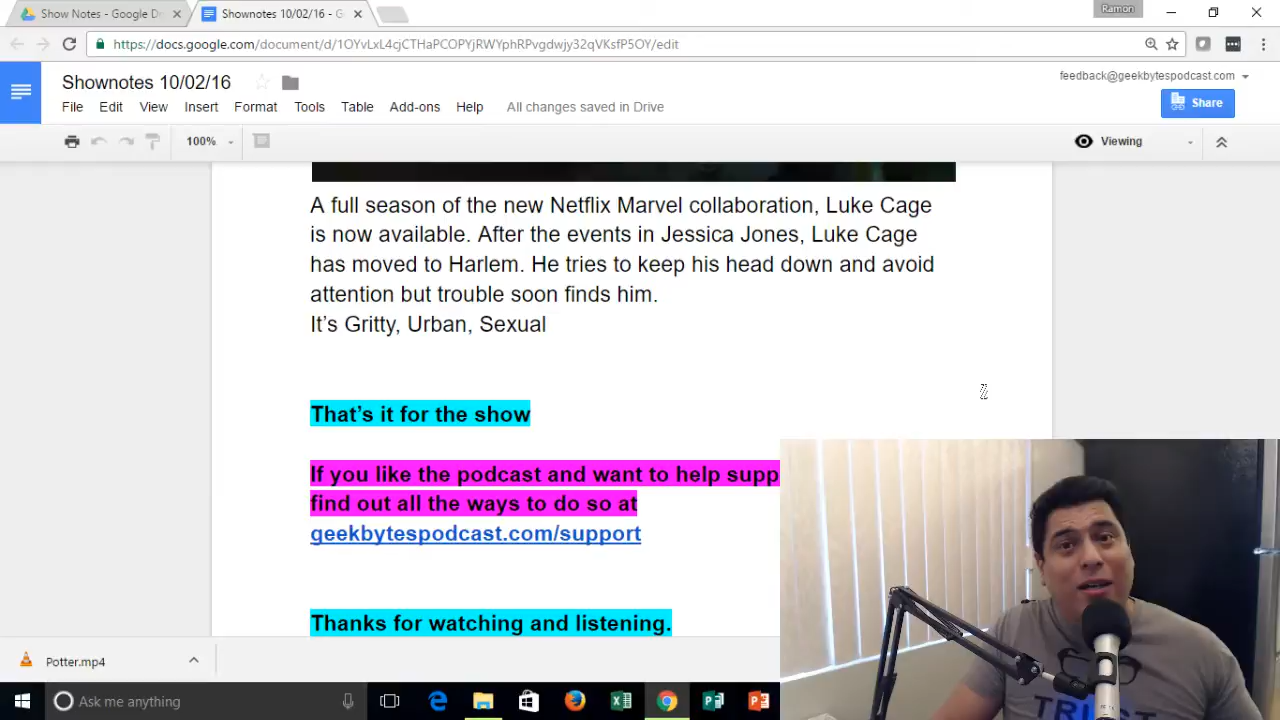 Ramon
Show Notes - Google Dr
Shownotes 10/02/16 - G
https://docs.google.com/document/d/1OYvLxL4cjCTHaPCOPYjRWYphRPvgdwjy32qVKsfP5OY/edit
Shownotes 10/02/16
feedback@geekbytespodcast.com
File Edit View Insert Format Tools Table Add-ons Help All changes saved in Drive
Share
100%
Viewing
A full season of the new Netflix Marvel collaboration, Luke Cage
is now available. After the events in Jessica Jones, Luke Cage
has moved to Harlem. He tries to keep his head down and avoid
attention but trouble soon finds him.
It’s Gritty, Urban, Sexual
That’s it for the show
If you like the podcast and want to help supp
find out all the ways to do so at
geekbytespodcast.com/support
Thanks for watching and listening.
TRUST
Potter.mp4
Ask me anything